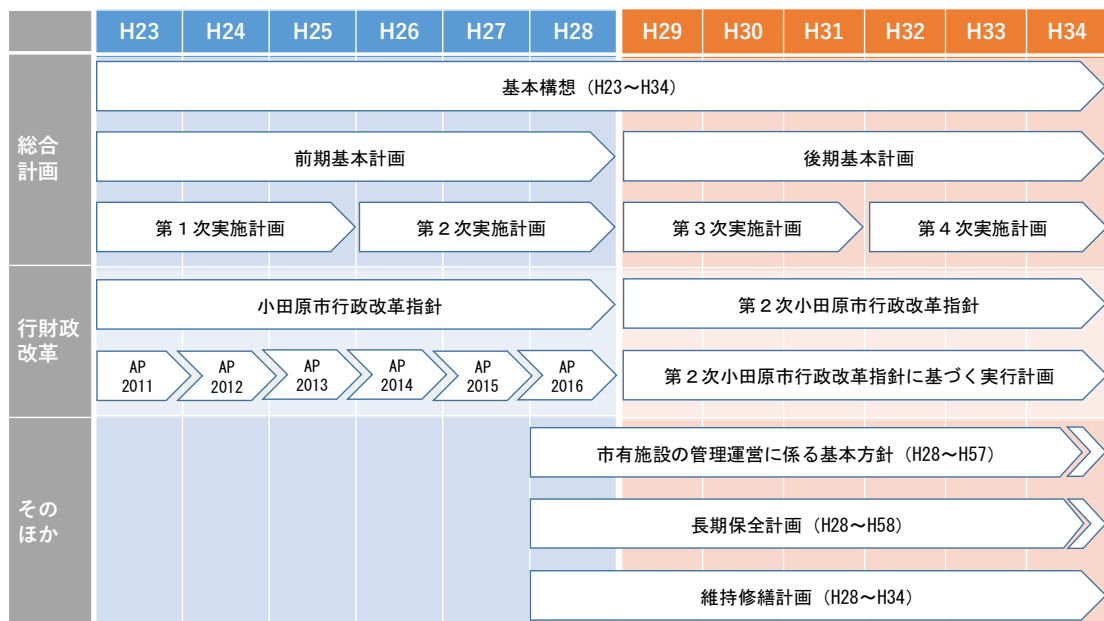 H23 H24 H25 H26 H27 H28 H29 H30 H31 H32 H33 H34
総合
計画
基本構想（H23～H34）
前期基本計画
後期基本計画
第１次実施計画
第２次実施計画
第３次実施計画
第４次実施計画
行財政
改革
小田原市行政改革指針
第２次小田原市行政改革指針
AP
2011
AP
2012
AP
2013
AP
2014
AP
2015
AP
2016
第２次小田原市行政改革指針に基づく実行計画
その
ほか
市有施設の管理運営に係る基本方針（H28～H57）
長期保全計画（H28～H58）
維持修繕計画（H28～H34）